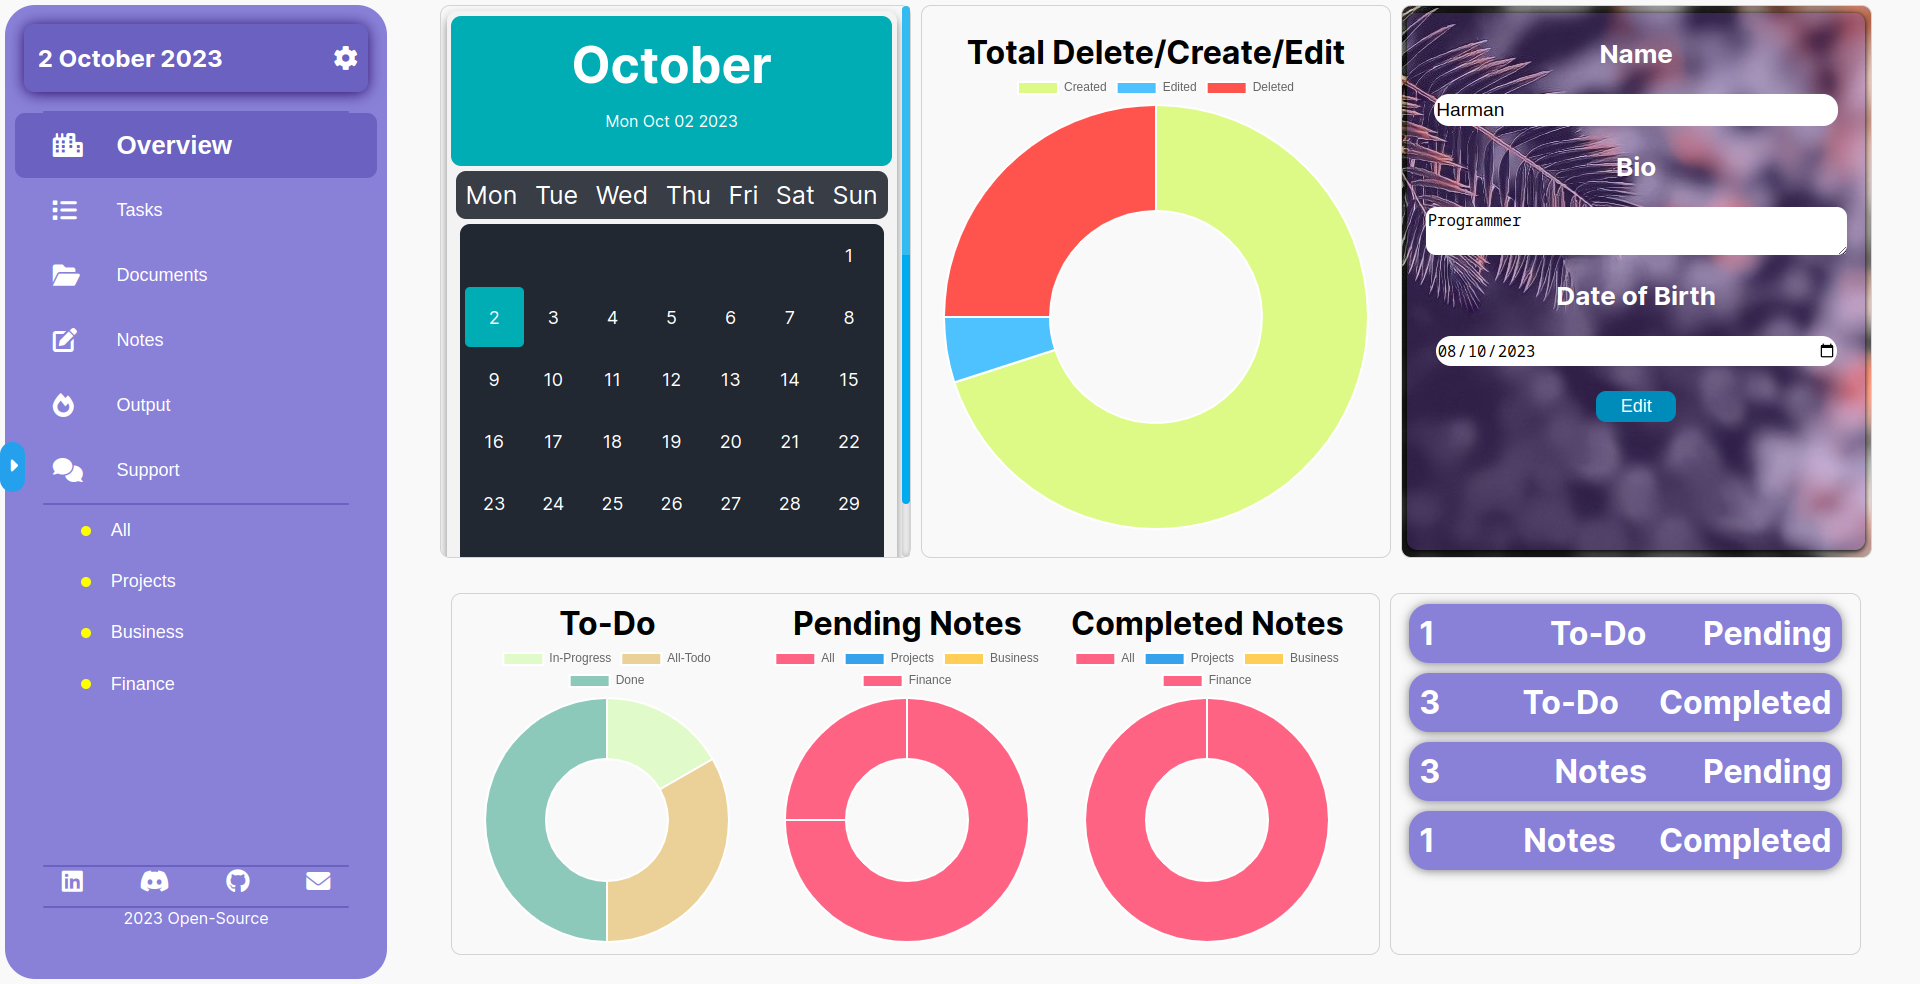 2 October 2023
Overview
Tasks
Documents
Notes
Output
Support
All
Projects
Business
Finance
2023 Open-Source
October
Mon Oct 02 2023
Mon Tue Wed Thu Fri Sat Sun
1
2 3 4 5 6 7 8
9 10 11 12 13 14 15
16 17 18 19 20 21 22
23 24 25 26 27 28 29
Total Delete/Create/Edit
Created Edited Deleted
Name
Harman
Bio
Programmer
Date of Birth
08/10/2023
Edit
To-Do
In-Progress All-Todo
Done
Pending Notes
All Projects Business
Finance
Completed Notes
All Projects Business
Finance
1 To-Do Pending
3 To-Do Completed
3 Notes Pending
1 Notes Completed